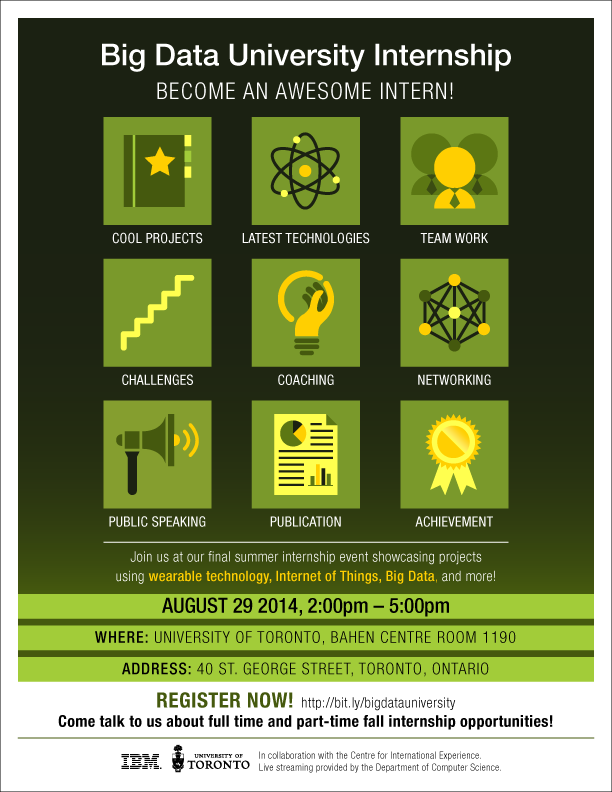 Big Data University Internship
BECOME AN AWESOME INTERN!
COOL PROJECTS
LATEST TECHNOLOGIES
TEAM WORK
CHALLENGES
COACHING
NETWORKING
PUBLIC SPEAKING
PUBLICATION
ACHIEVEMENT
Join us at our final summer internship event showcasing projects
using wearable technology, Internet of Things, Big Data, and more!
AUGUST 29 2014, 2:00pm – 5:00pm
WHERE: UNIVERSITY OF TORONTO, BAHEN CENTRE ROOM 1190
ADDRESS: 40 ST. GEORGE STREET, TORONTO, ONTARIO
REGISTER NOW! http://bit.ly/bigdatauniversity
Come talk to us about full time and part-time fall internship opportunities!
IBM.
UNIVERSITY OF
TORONTO
In collaboration with the Centre for International Experience.
Live streaming provided by the Department of Computer Science.